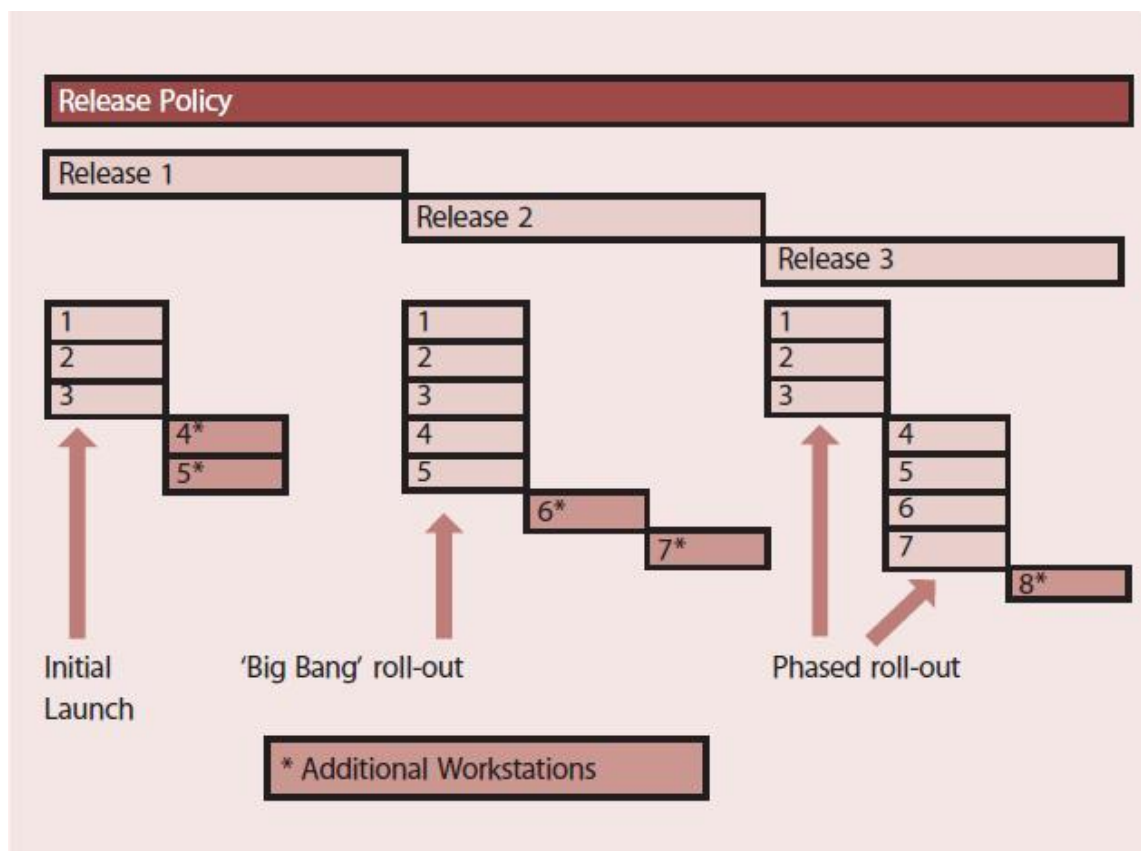 Release Policy
Release 1
Release 2
Release 3
1
2
3
4*
5*
1
2
3
4
5
6*
7*
1
2
3
4
5
6
7
8*
Initial
Launch
'Big Bang' roll-out
Phased roll-out
* Additional Workstations